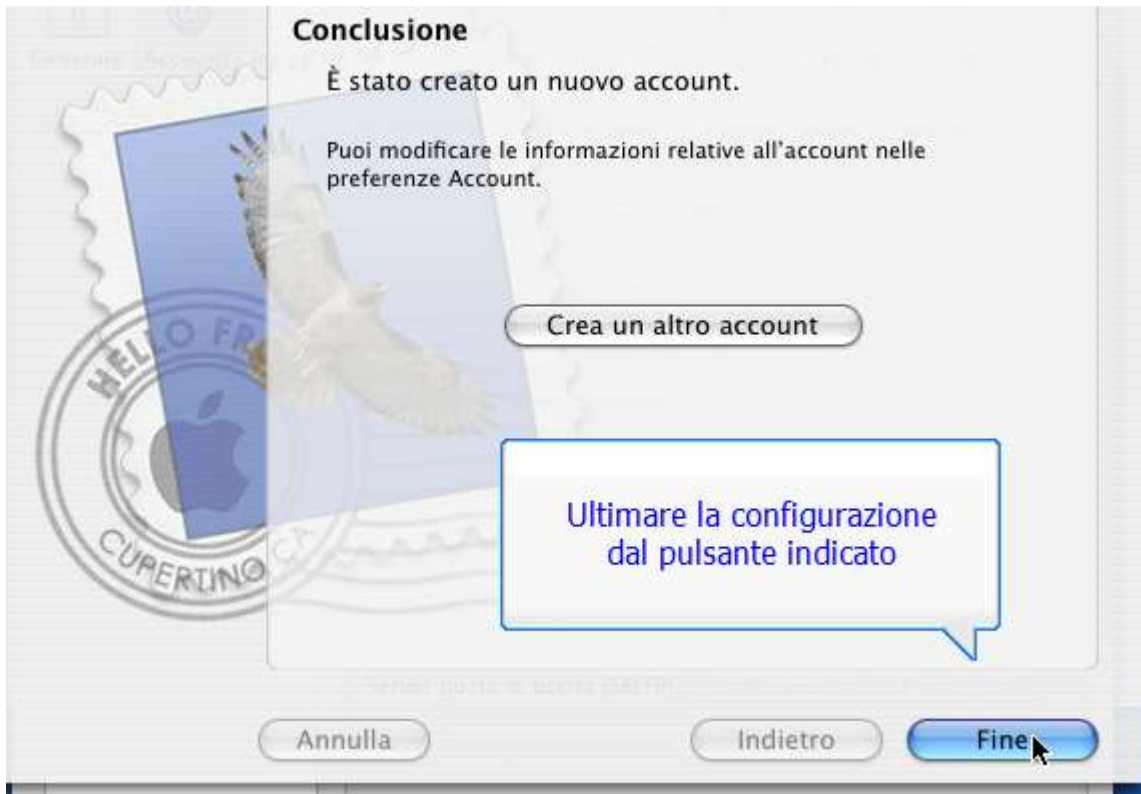 Conclusione
È stato creato un nuovo account.
Puoi modificare le informazioni relative all'account nelle
preferenze Account.
Crea un altro account
HELLO FR
CUPERTINO CA
Ultimare la configurazione
dal pulsante indicato
Annulla
Indietro
Fine